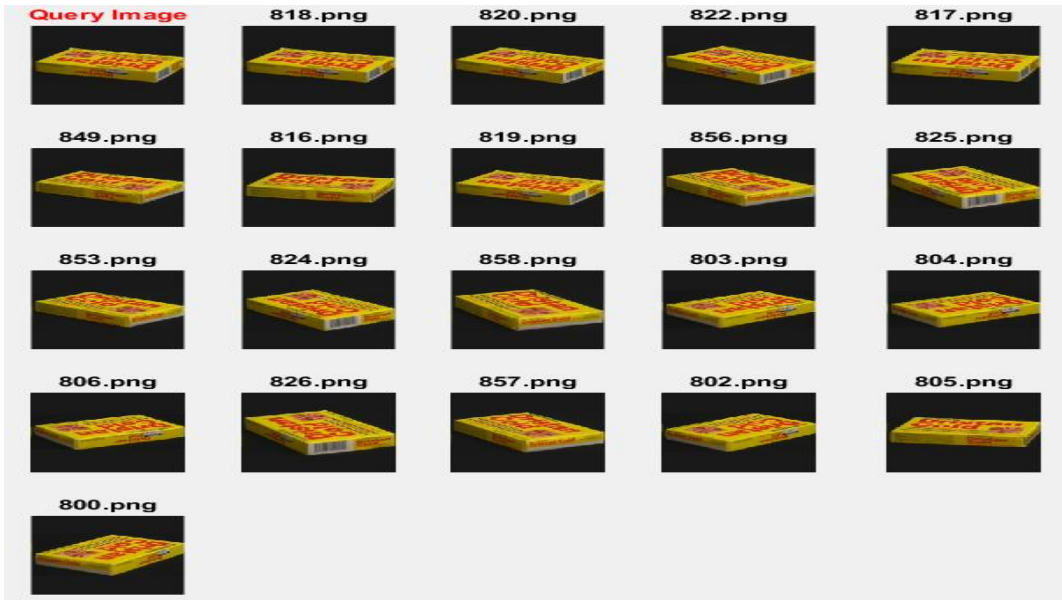 Query Image 818.png 820.png 822.png 817.png
849.png 816.png 819.png 856.png 825.png
853.png 824.png 858.png 803.png 804.png
806.png 826.png 857.png 802.png 805.png
800.png